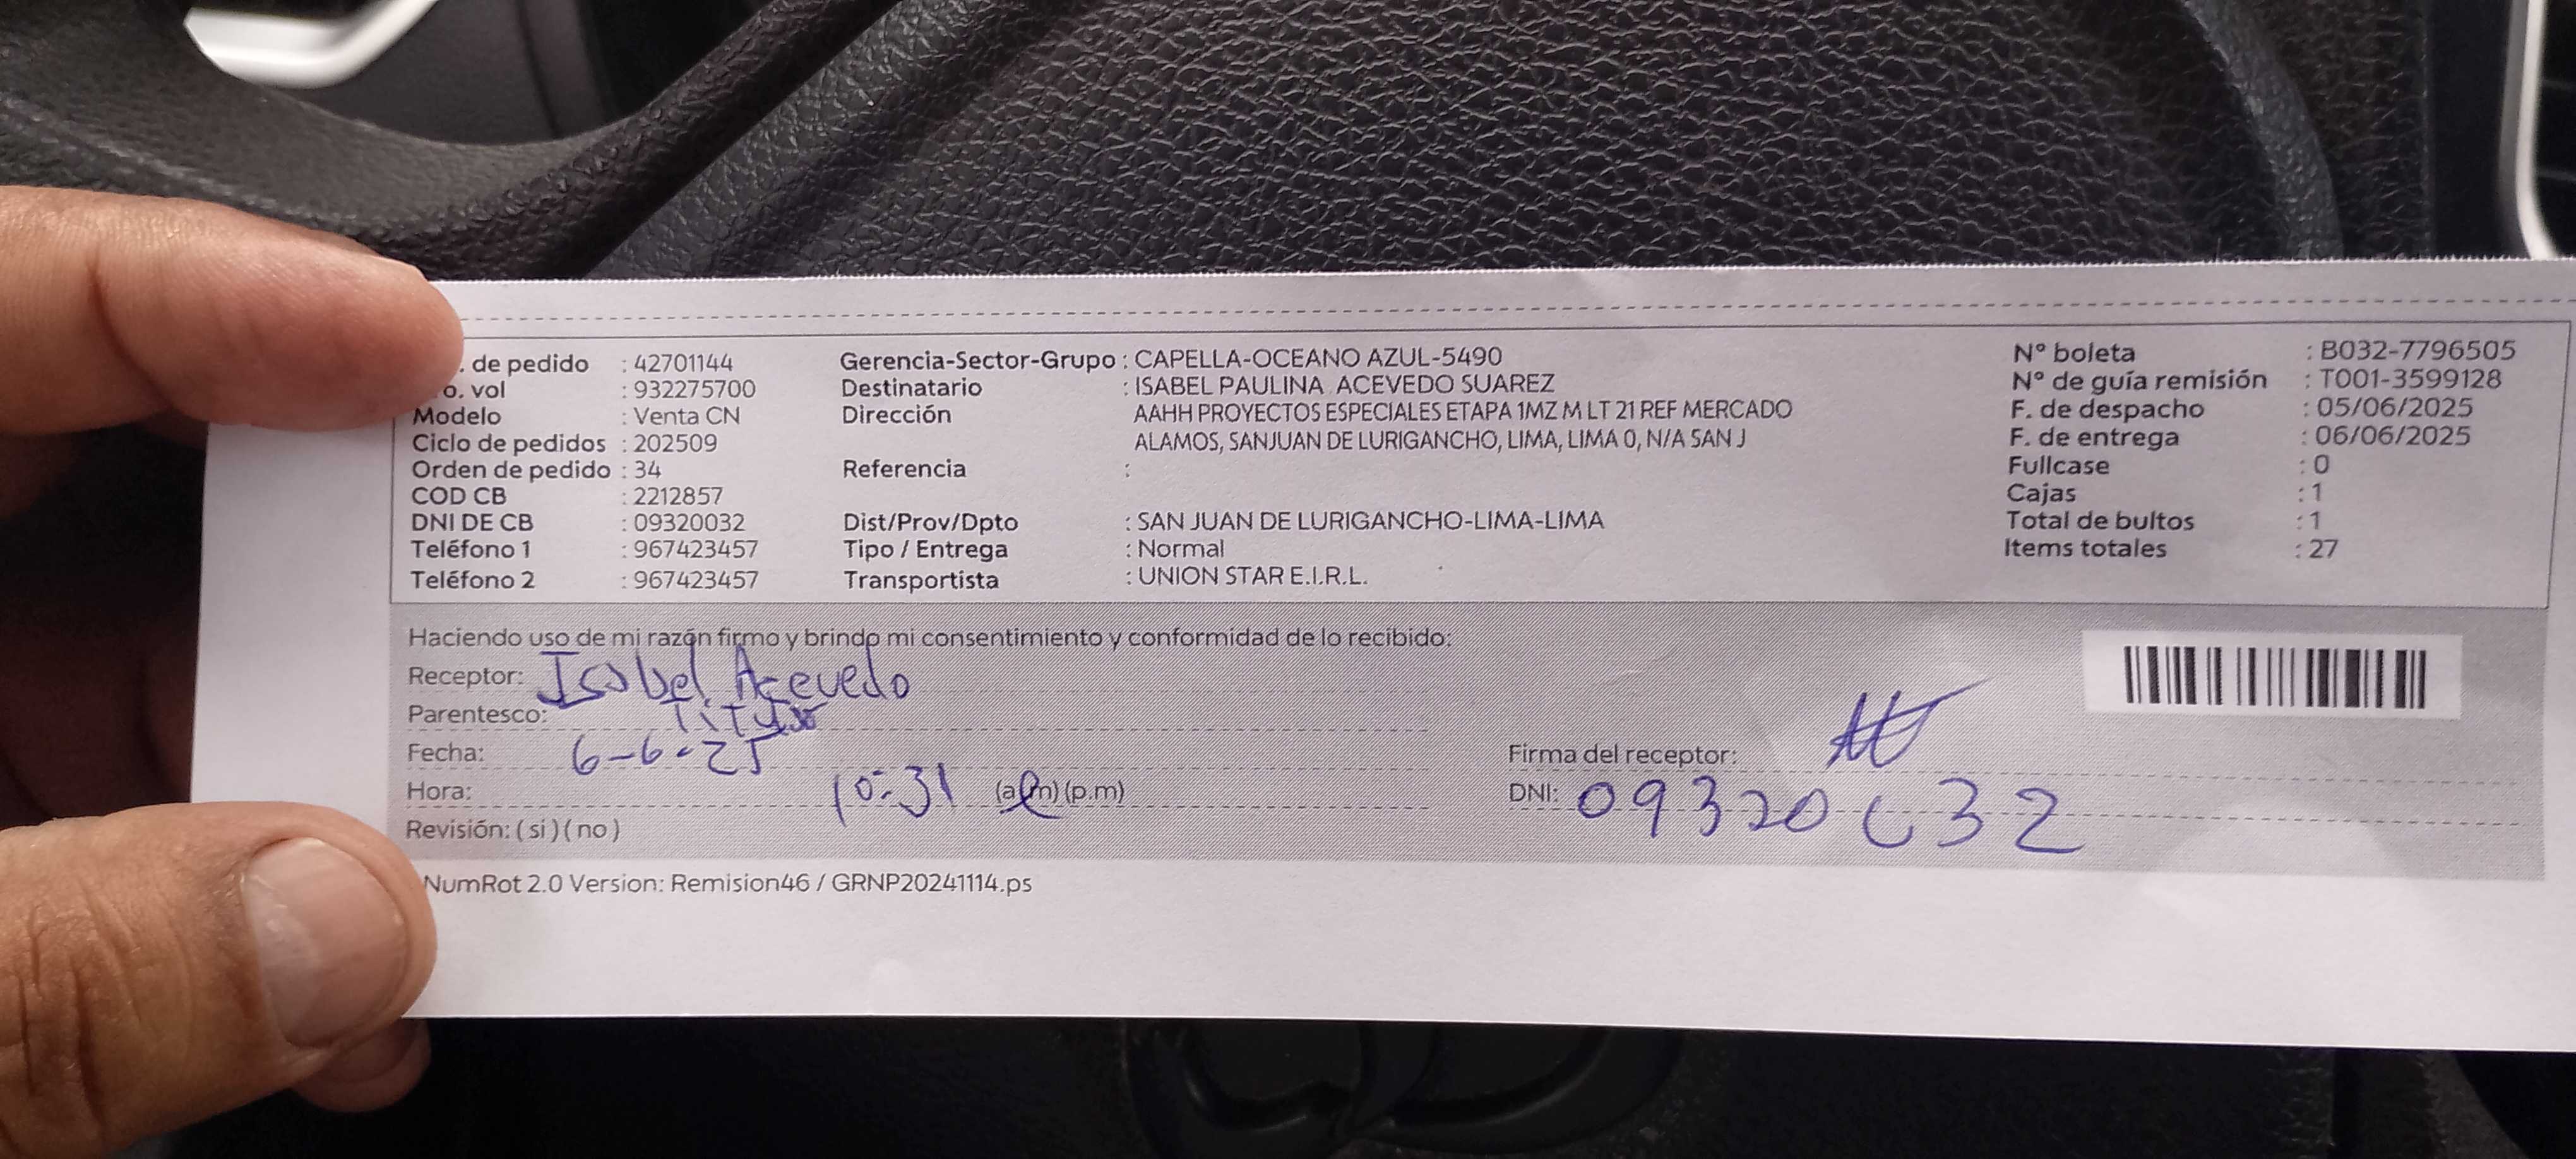 . de pedido : 42701144 Gerencia-Sector-Grupo : CAPELLA-OCEANO AZUL-5490 N° boleta : B032-7796505
o. vol : 932275700 Destinatario : ISABEL PAULINA ACEVEDO SUAREZ N° de guía remisión : T001-3599128
Modelo : Venta CN Dirección AAHH PROYECTOS ESPECIALES ETAPA 1MZ M LT 21 REF MERCADO F. de despacho : 05/06/2025
Ciclo de pedidos : 202509 ALAMOS, SANJUAN DE LURIGANCHO, LIMA, LIMA 0, N/A SAN J F. de entrega : 06/06/2025
Orden de pedido : 34 Referencia : Fullcase : 0
COD CB : 2212857 Cajas : 1
DNI DE CB : 09320032 Dist/Prov/Dpto : SAN JUAN DE LURIGANCHO-LIMA-LIMA Total de bultos : 1
Teléfono 1 : 967423457 Tipo / Entrega : Normal Items totales : 27
Teléfono 2 : 967423457 Transportista : UNION STAR E.I.R.L.
Haciendo uso de mi razón firmo y brindo mi consentimiento y conformidad de lo recibido:
Receptor: Isabel Acevedo
Parentesco: Titular
Fecha: 6-6-25 Firma del receptor:
Hora: 10:31 (a.m) (p.m) DNI: 09320032
Revisión: ( si ) ( no )
NumRot 2.0 Version: Remision46 / GRNP20241114.ps